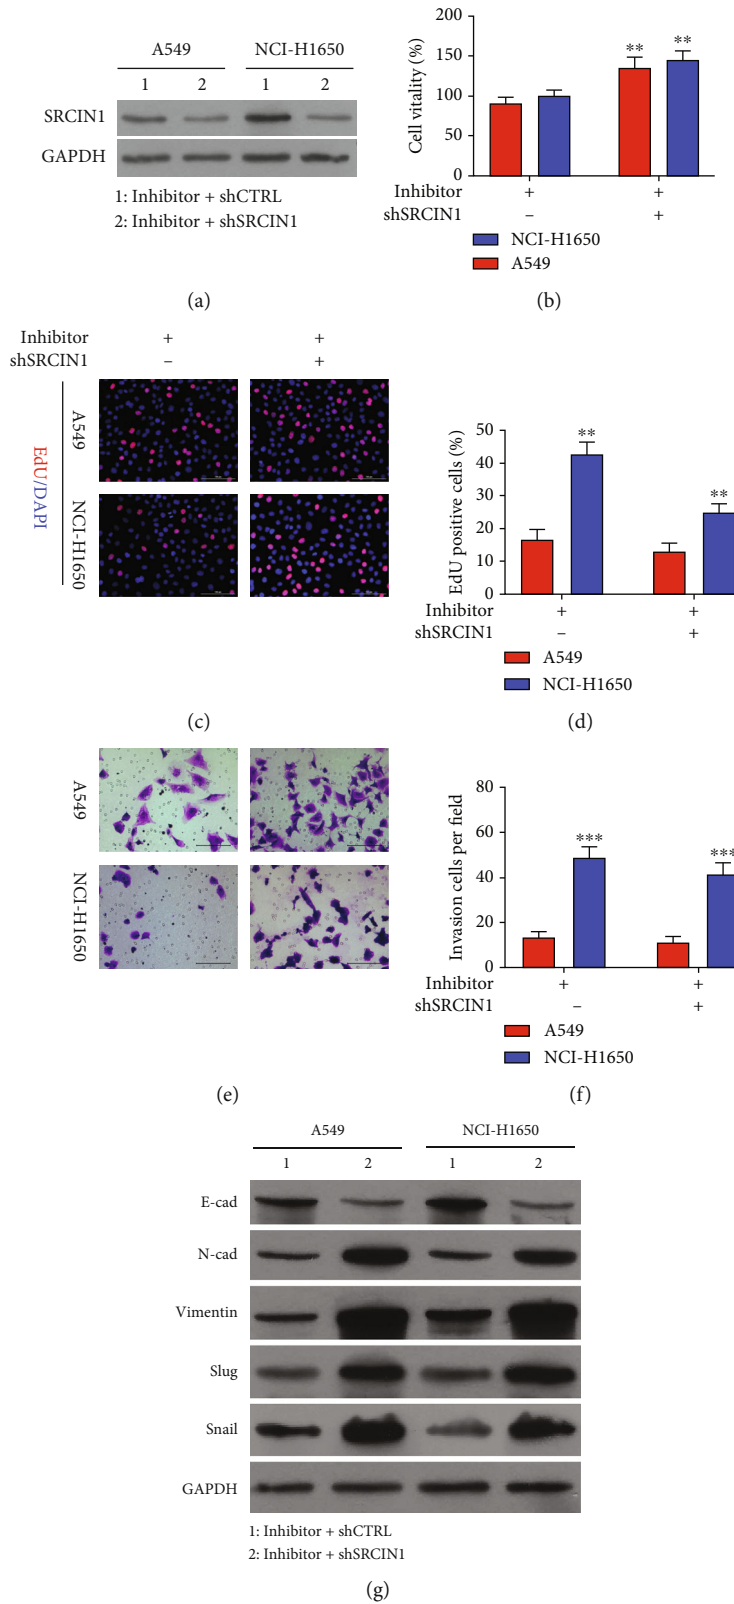 A549 NCI-H1650
1 2 1 2
SRCIN1
GAPDH
1: Inhibitor + shCTRL
2: Inhibitor + shSRCIN1
(a)
Cell vitality (%)
200
150
100
50
0
** **
Inhibitor + +
shSRCIN1 – +
NCI-H1650
A549
(b)
Inhibitor + +
shSRCIN1 – +
EdU/DAPI
A549
NCI-H1650
(c)
EdU positive cells (%)
50
40
30
20
10
0
** **
Inhibitor + +
shSRCIN1 – +
A549
NCI-H1650
(d)
A549
NCI-H1650
(e)
Invasion cells per field
80
60
40
20
0
*** ***
Inhibitor + +
shSRCIN1 – +
A549
NCI-H1650
(f)
A549 NCI-H1650
1 2 1 2
E-cad
N-cad
Vimentin
Slug
Snail
GAPDH
1: Inhibitor + shCTRL
2: Inhibitor + shSRCIN1
(g)